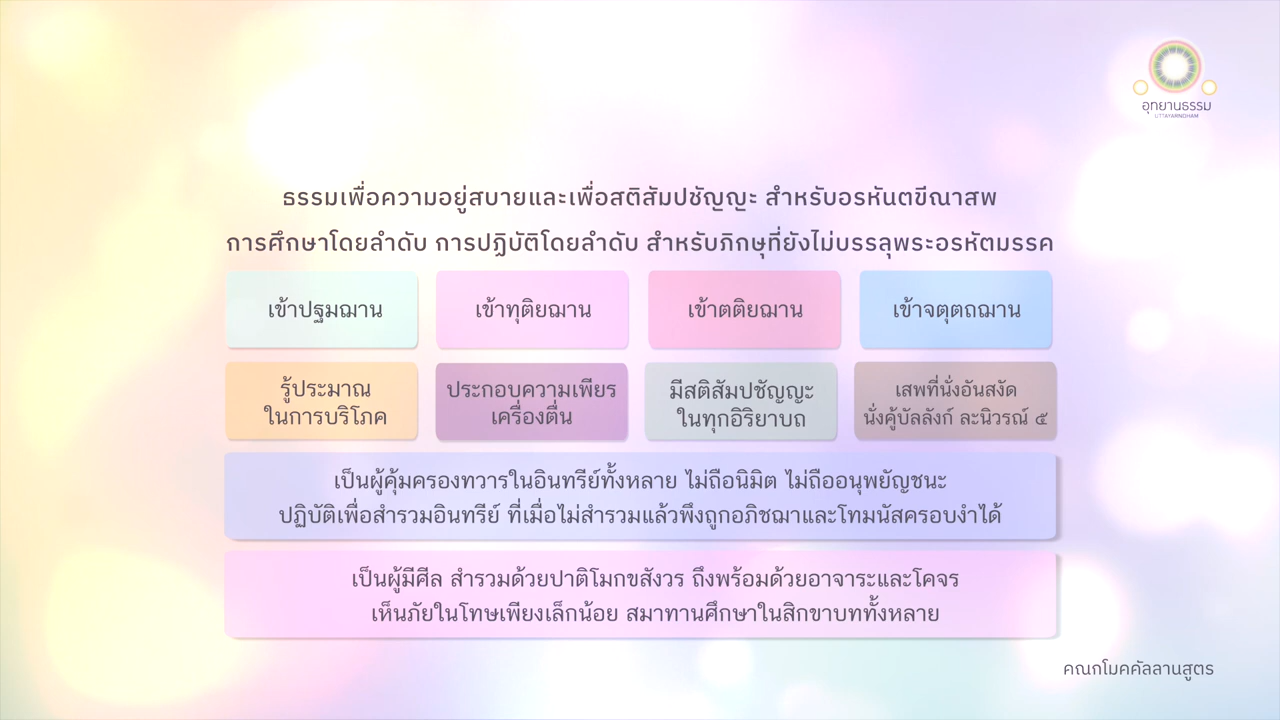 อุทยานธรรม
UTTAYARNDHAM
ธรรมเพื่อความอยู่สบายและเพื่อสติสัมปชัญญะ สำหรับอรหันตขีณาสพ
การศึกษาโดยลำดับ การปฏิบัติโดยลำดับ สำหรับภิกษุที่ยังไม่บรรลุพระอรหัตมรรค
เข้าปฐมฌาน
เข้าทุติยฌาน
เข้าตติยฌาน
เข้าจตุตถฌาน
รู้ประมาณ
ในการบริโภค
ประกอบความเพียร
เครื่องตื่น
มีสติสัมปชัญญะ
ในทุกอิริยาบถ
เสพที่นั่งอันสงัด
นั่งคู้บัลลังก์ ละนิวรณ์ ๕
เป็นผู้คุ้มครองทวารในอินทรีย์ทั้งหลาย ไม่ถือนิมิต ไม่ถืออนุพยัญชนะ
ปฏิบัติเพื่อสำรวมอินทรีย์ ที่เมื่อไม่สำรวมแล้วพึงถูกอภิชฌาและโทมนัสครอบงำได้
เป็นผู้มีศีล สำรวมด้วยปาติโมกขสังวร ถึงพร้อมด้วยอาจาระและโคจร
เห็นภัยในโทษเพียงเล็กน้อย สมาทานศึกษาในสิกขาบททั้งหลาย
คณกโมคคัลลานสูตร